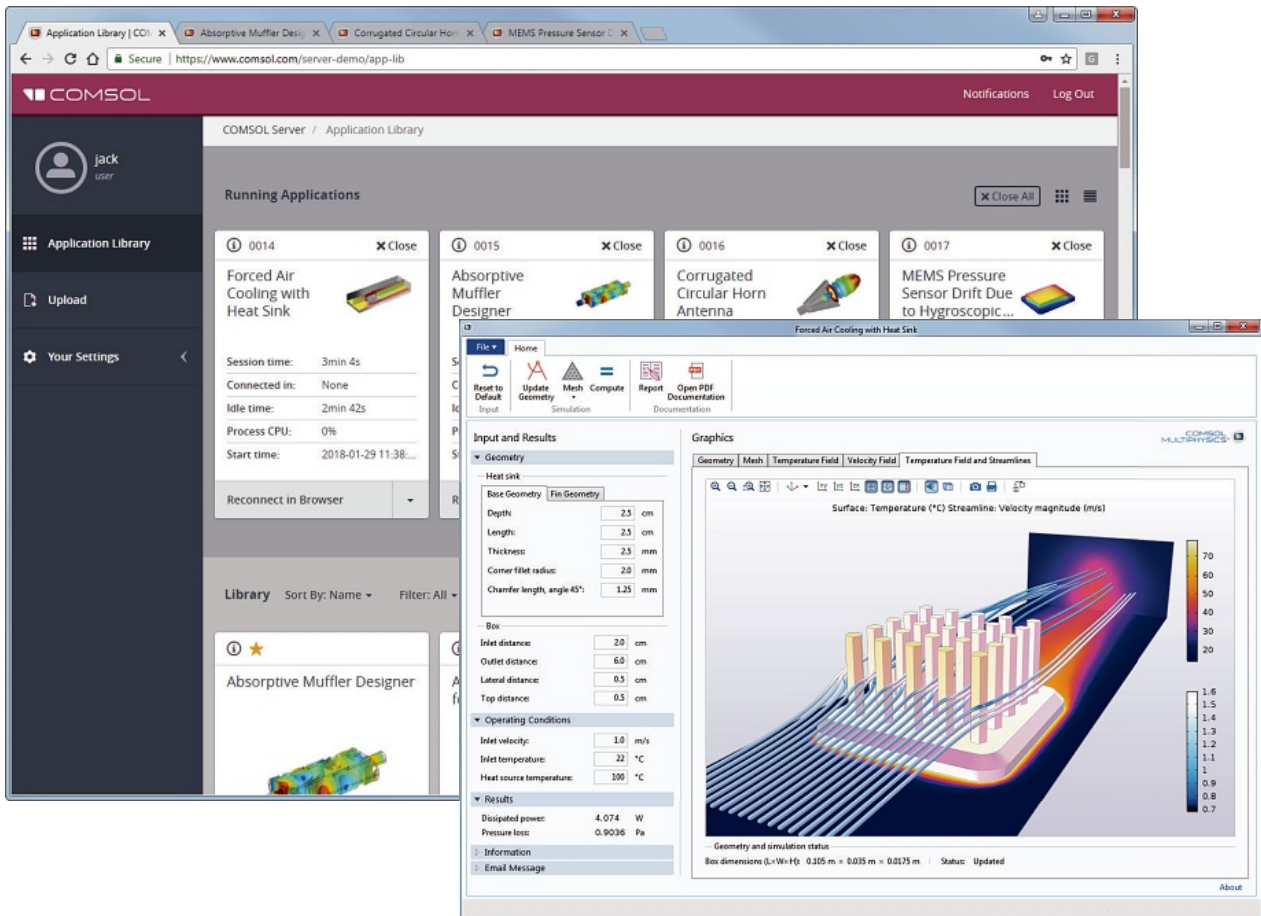 Application Library | COM
Absorptive Muffler Desig
Corrugated Circular Horn
MEMS Pressure Sensor D
Secure | https://www.comsol.com/server-demo/app-lib
COMSOL
Notifications
Log Out
jack
user
Application Library
Upload
Your Settings
COMSOL Server / Application Library
Running Applications
Close All
0014
Close
Forced Air
Cooling with
Heat Sink
Session time: 3min 4s
Connected in: None
Idle time: 2min 42s
Process CPU: 0%
Start time: 2018-01-29 11:38:...
Reconnect in Browser
0015
Close
Absorptive
Muffler
Designer
0016
Close
Corrugated
Circular Horn
Antenna
0017
Close
MEMS Pressure
Sensor Drift Due
to Hygroscopic...
Library Sort By: Name Filter: All
Absorptive Muffler Designer
Forced Air Cooling with Heat Sink
File Home
Reset to
Default
Update
Geometry
Mesh
Compute
Report
Open PDF
Documentation
Input
Simulation
Documentation
Input and Results
Geometry
Heat sink
Base Geometry Fin Geometry
Depth: 2.5 cm
Length: 2.5 cm
Thickness: 2.5 mm
Corner fillet radius: 2.0 mm
Chamfer length, angle 45°: 1.25 mm
Box
Inlet distance: 2.0 cm
Outlet distance: 6.0 cm
Lateral distance: 0.5 cm
Top distance: 0.5 cm
Operating Conditions
Inlet velocity: 1.0 m/s
Inlet temperature: 22 °C
Heat source temperature: 100 °C
Results
Dissipated power: 4.074 W
Pressure loss: 0.9036 Pa
Information
Email Message
Graphics
COMSOL
MULTIPHYSICS
Geometry Mesh Temperature Field Velocity Field Temperature Field and Streamlines
Surface: Temperature (°C) Streamline: Velocity magnitude (m/s)
70
60
50
40
30
20
1.6
1.5
1.4
1.3
1.2
1.1
1
0.9
0.8
0.7
Geometry and simulation status
Box dimensions (L×W×H): 0.105 m × 0.035 m × 0.0175 m Status: Updated
About